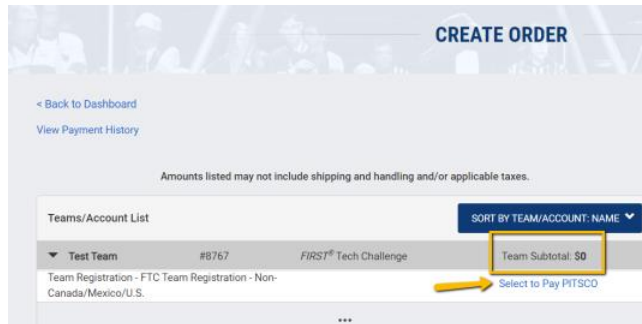 CREATE ORDER
< Back to Dashboard
View Payment History
Amounts listed may not include shipping and handling and/or applicable taxes.
Teams/Account List
SORT BY TEAM/ACCOUNT: NAME
Test Team #8767 FIRST® Tech Challenge Team Subtotal: $0
Team Registration - FTC Team Registration - Non-
Canada/Mexico/U.S.
Select to Pay PITSCO
...